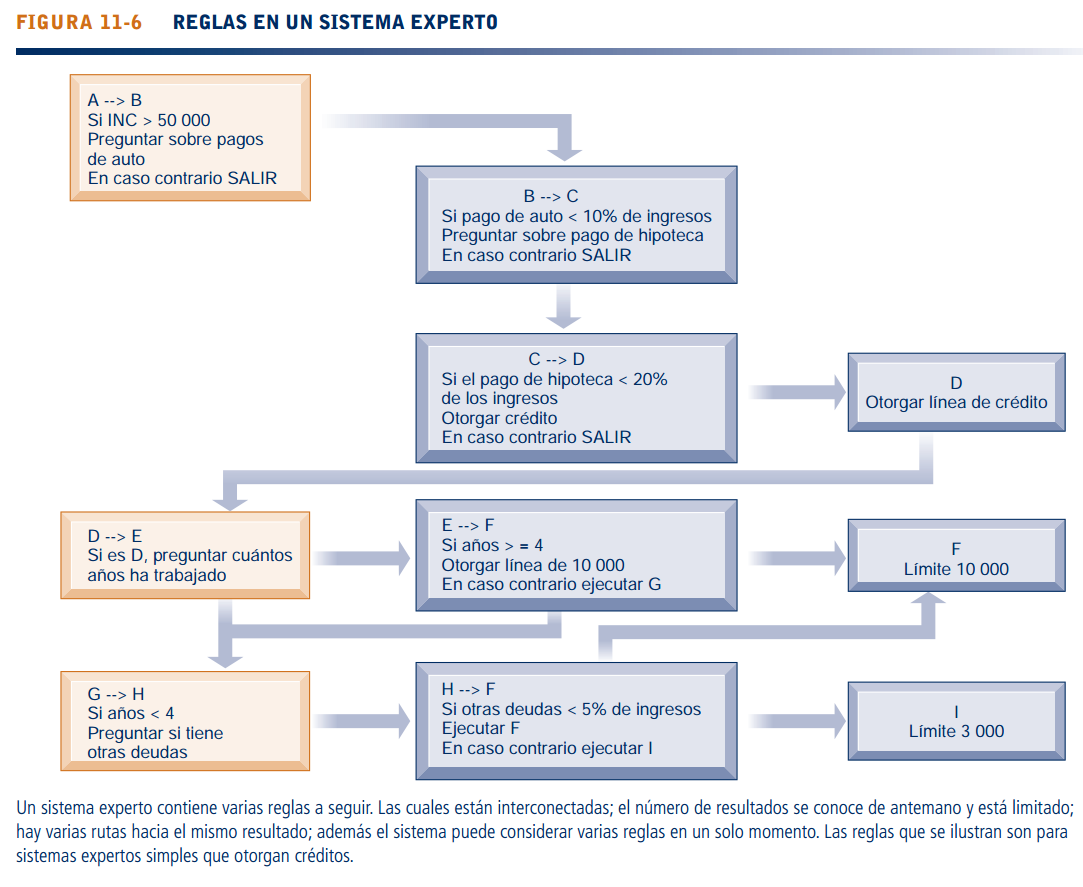 FIGURA 11-6 REGLAS EN UN SISTEMA EXPERTO
A --> B
Si INC > 50 000
Preguntar sobre pagos
de auto
En caso contrario SALIR
B --> C
Si pago de auto < 10% de ingresos
Preguntar sobre pago de hipoteca
En caso contrario SALIR
C --> D
Si el pago de hipoteca < 20%
de los ingresos
Otorgar crédito
En caso contrario SALIR
D
Otorgar línea de crédito
D --> E
Si es D, preguntar cuántos
años ha trabajado
E --> F
Si años > = 4
Otorgar línea de 10 000
En caso contrario ejecutar G
F
Límite 10 000
G --> H
Si años < 4
Preguntar si tiene
otras deudas
H --> F
Si otras deudas < 5% de ingresos
Ejecutar F
En caso contrario ejecutar I
I
Límite 3 000
Un sistema experto contiene varias reglas a seguir. Las cuales están interconectadas; el número de resultados se conoce de antemano y está limitado;
hay varias rutas hacia el mismo resultado; además el sistema puede considerar varias reglas en un solo momento. Las reglas que se ilustran son para
sistemas expertos simples que otorgan créditos.